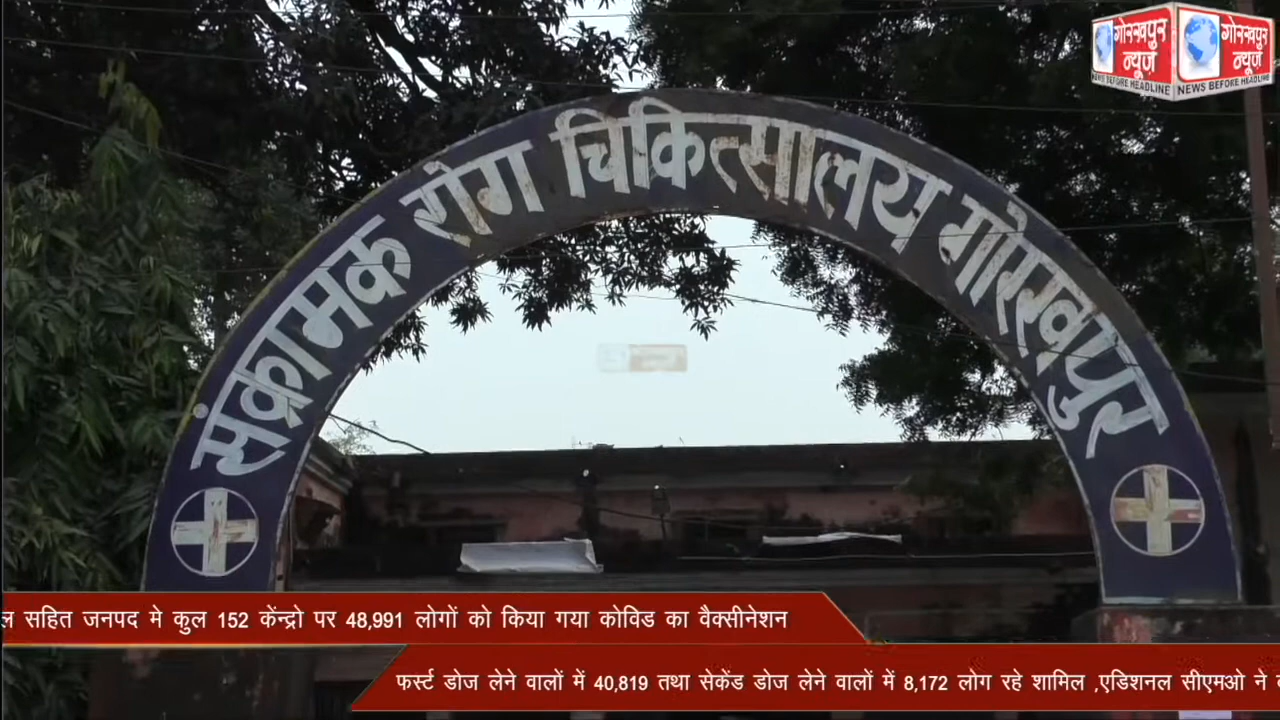 गोरखपुर
न्यूज़
NEWS BEFORE HEADLINE
गोरखपुर
न्यूज़
NEWS BEFORE HEADLINE
संक्रामक रोग चिकित्सालय गोरखपुर
सहित जनपद मे कुल 152 केंन्द्रो पर 48,991 लोगों को किया गया कोविड का वैक्सीनेशन
फर्स्ट डोज लेने वालों में 40,819 तथा सेकेंड डोज लेने वालों में 8,172 लोग रहे शामिल ,एडिशनल सीएमओ ने